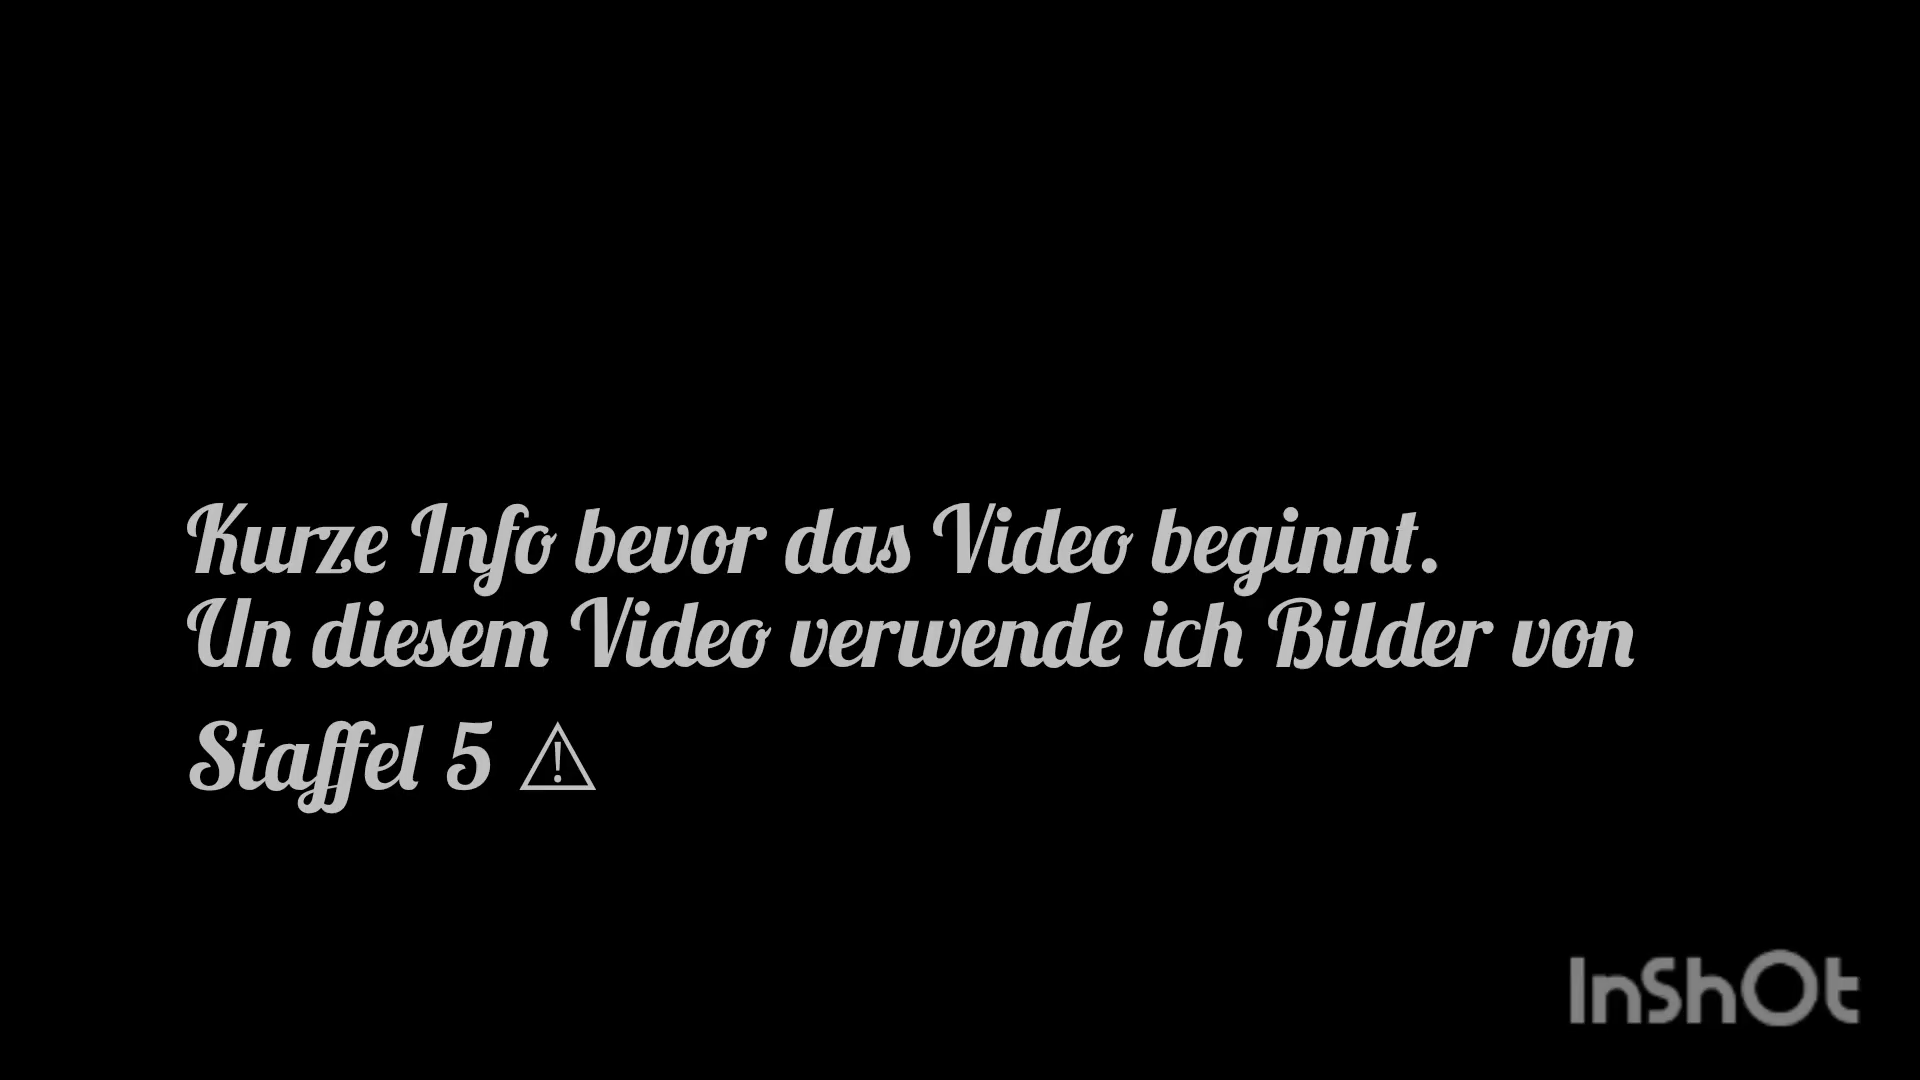 Kurze Info bevor das Video beginnt.
Un diesem Video verwende ich Bilder von
Staffel 5 ⚠
InShOt